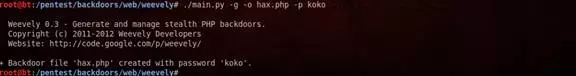 root@bt:/pentest/backdoors/web/weevely# ./main.py -g -o hax.php -p koko
Weevely 0.3 - Generate and manage stealth PHP backdoors.
Copyright (c) 2011-2012 Weevely Developers
Website: http://code.google.com/p/weevely/
+ Backdoor file 'hax.php' created with password 'koko'.
root@bt:/pentest/backdoors/web/weevely#